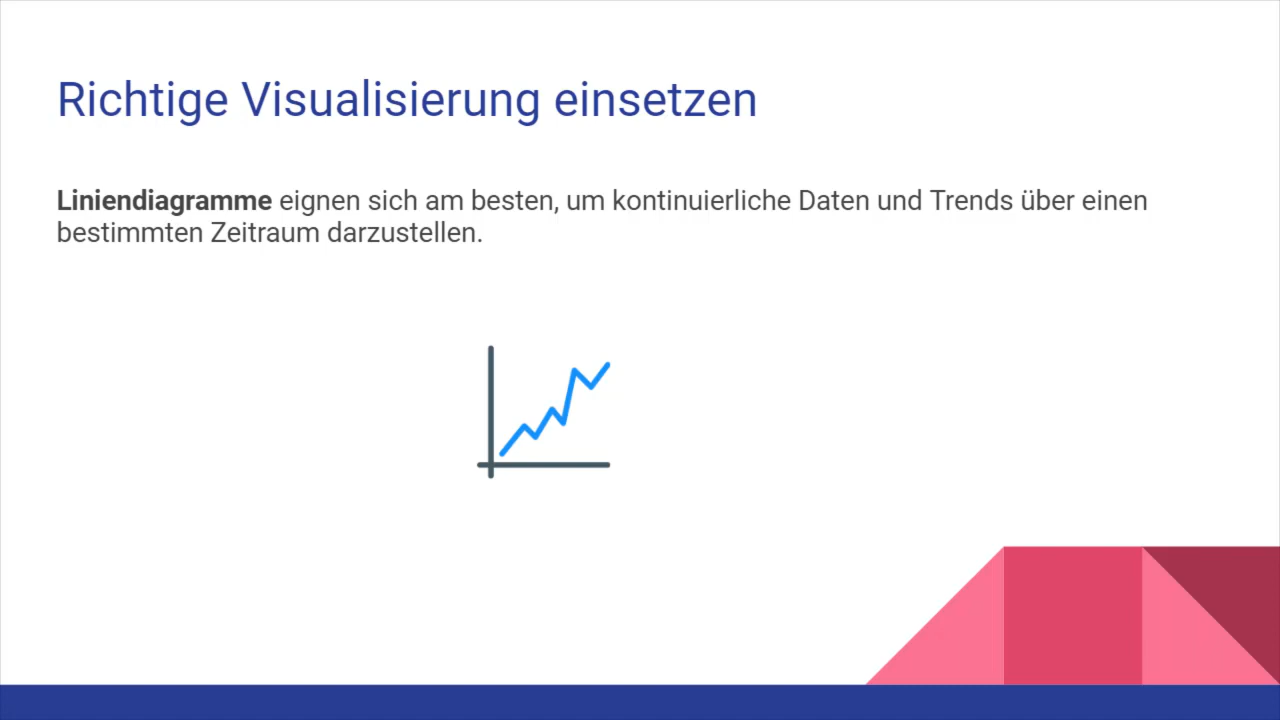 Richtige Visualisierung einsetzen
Liniendiagramme eignen sich am besten, um kontinuierliche Daten und Trends über einen
bestimmten Zeitraum darzustellen.